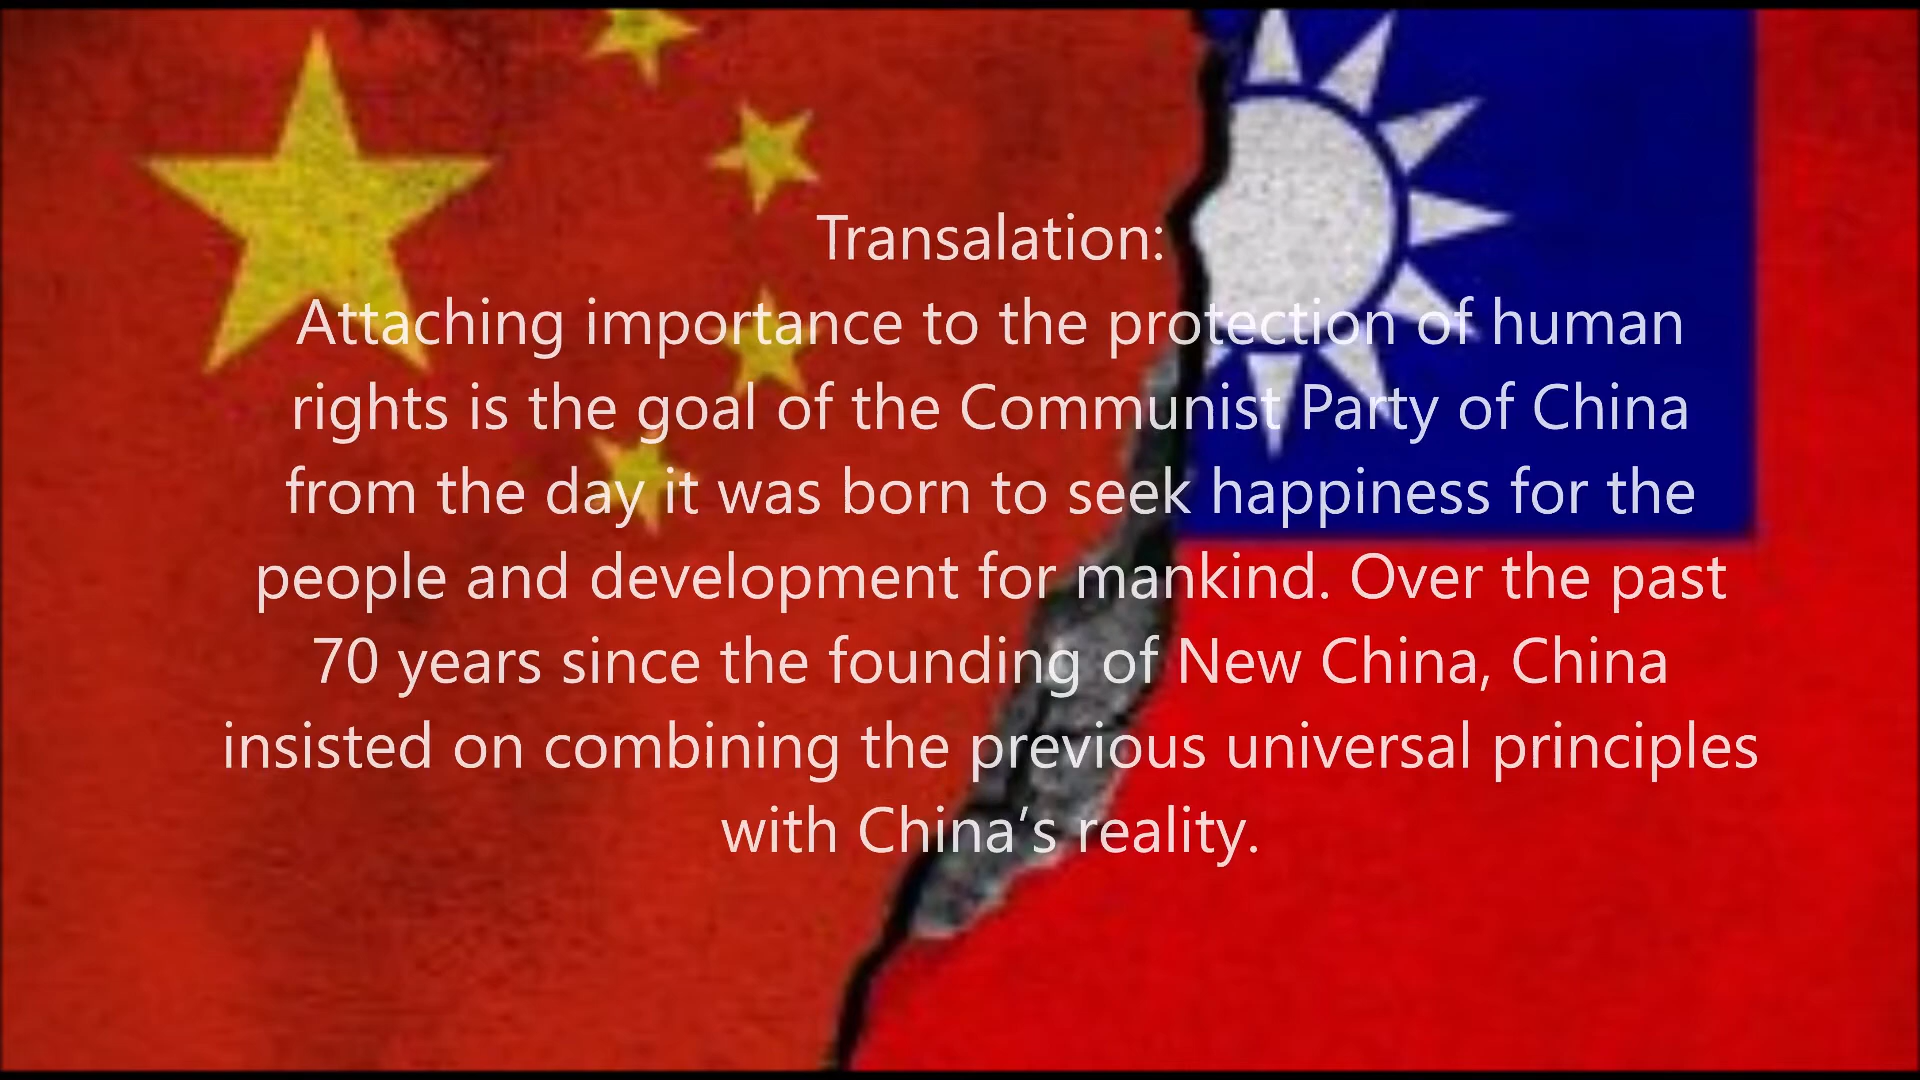 Transalation:
Attaching importance to the protection of human
rights is the goal of the Communist Party of China
from the day it was born to seek happiness for the
people and development for mankind. Over the past
70 years since the founding of New China, China
insisted on combining the previous universal principles
with China’s reality.